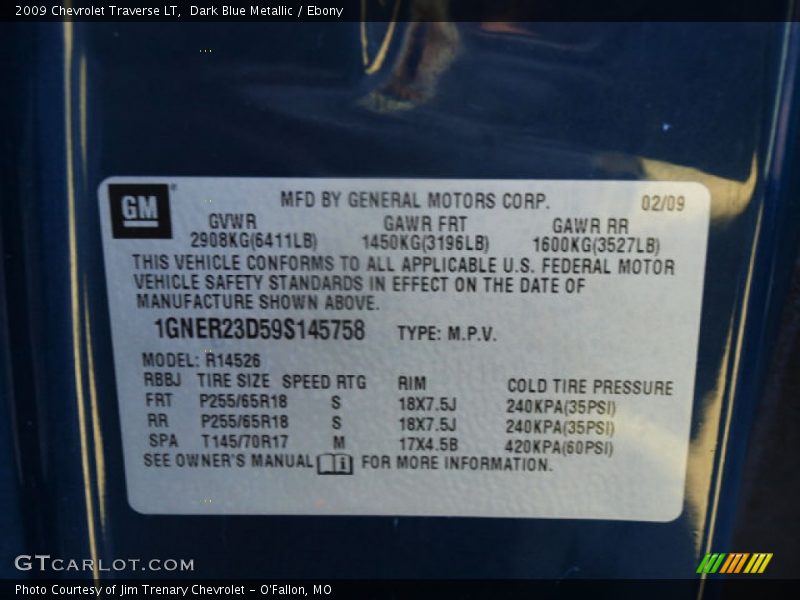 2009 Chevrolet Traverse LT,  Dark Blue Metallic / Ebony
GM
MFD BY GENERAL MOTORS CORP. 02/09
GVWR GAWR FRT GAWR RR
2908KG(6411LB) 1450KG(3196LB) 1600KG(3527LB)
THIS VEHICLE CONFORMS TO ALL APPLICABLE U.S. FEDERAL MOTOR
VEHICLE SAFETY STANDARDS IN EFFECT ON THE DATE OF
MANUFACTURE SHOWN ABOVE.
1GNER23D59S145758 TYPE: M.P.V.
MODEL: R14526
RBBJ TIRE SIZE SPEED RTG RIM COLD TIRE PRESSURE
FRT P255/65R18 S 18X7.5J 240KPA(35PSI)
RR P255/65R18 S 18X7.5J 240KPA(35PSI)
SPA T145/70R17 M 17X4.5B 420KPA(60PSI)
SEE OWNER'S MANUAL i FOR MORE INFORMATION.
GTCARLOT.COM
Photo Courtesy of Jim Trenary Chevrolet - O'Fallon, MO